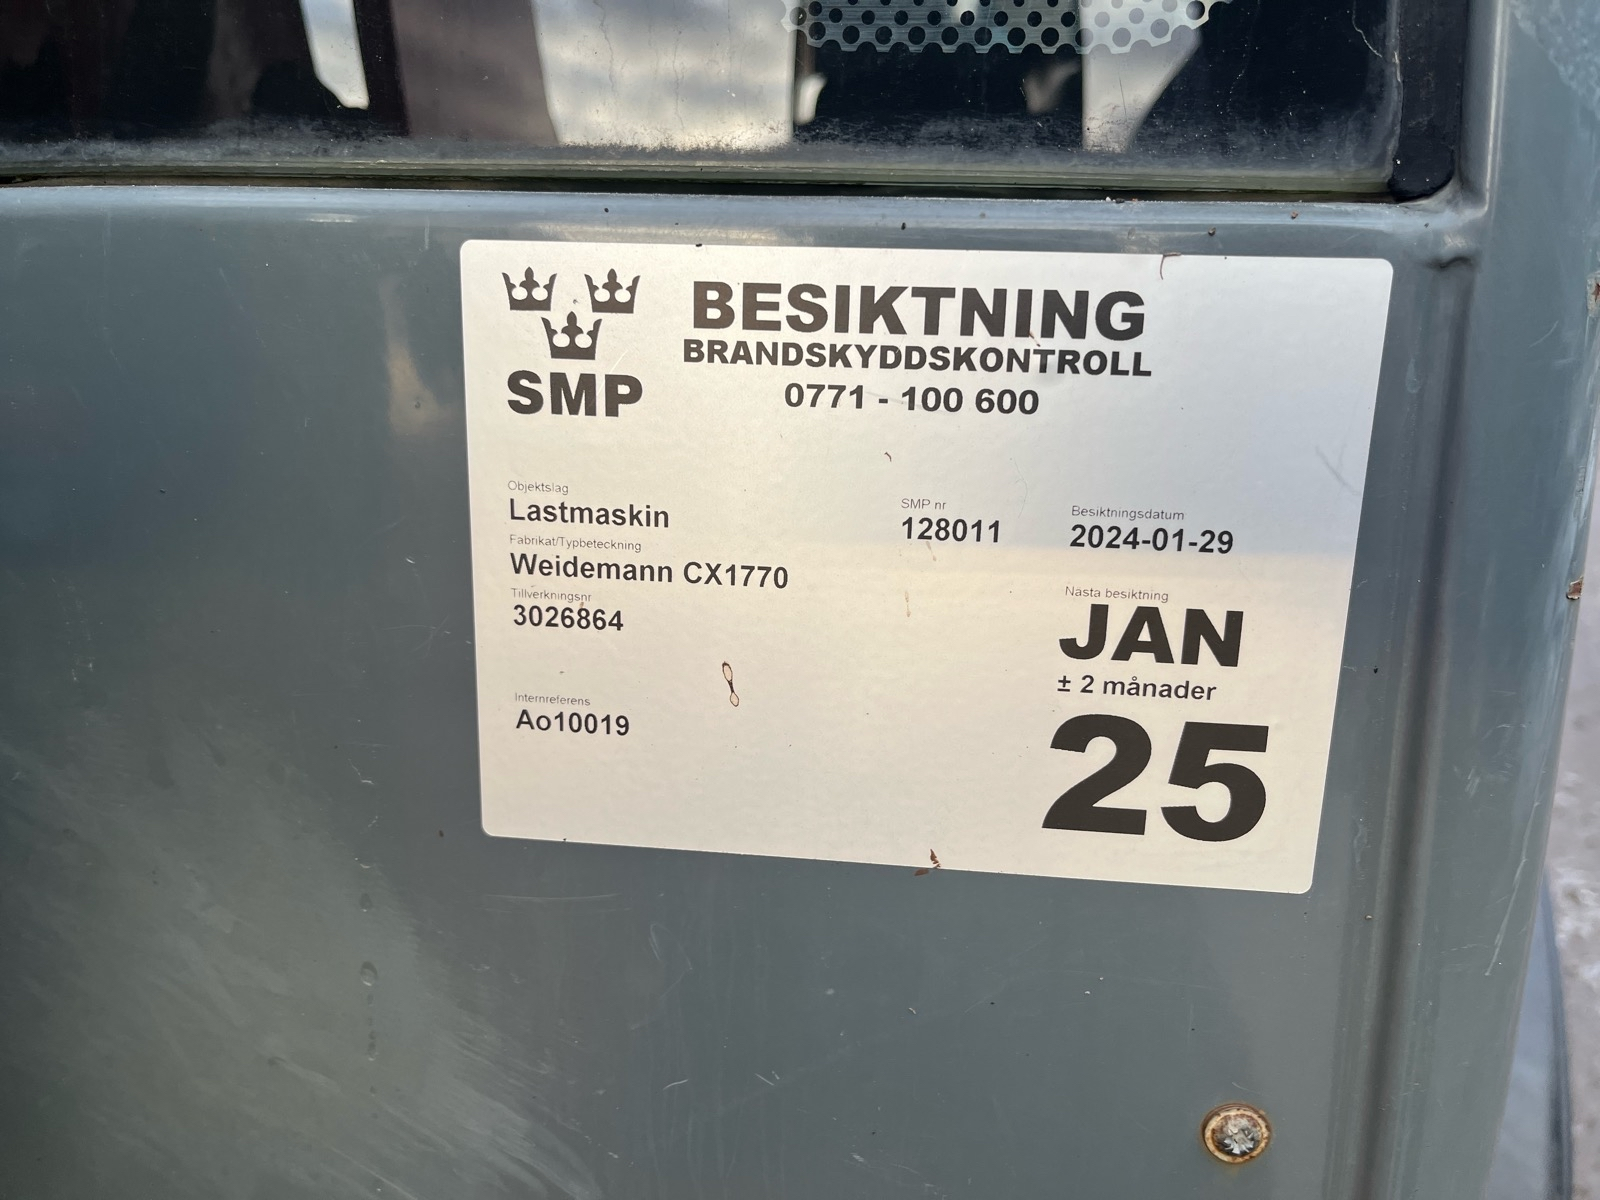 BESIKTNING
BRANDSKYDDSKONTROLL
0771 - 100 600
SMP
Objektslag
Lastmaskin
Fabrikat/Typbeteckning
Weidemann CX1770
Tillverkningsnr
3026864
Internreferens
Ao10019
SMP nr
128011
Besiktningsdatum
2024-01-29
Nästa besiktning
JAN
± 2 månader
25